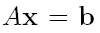 Ax = b